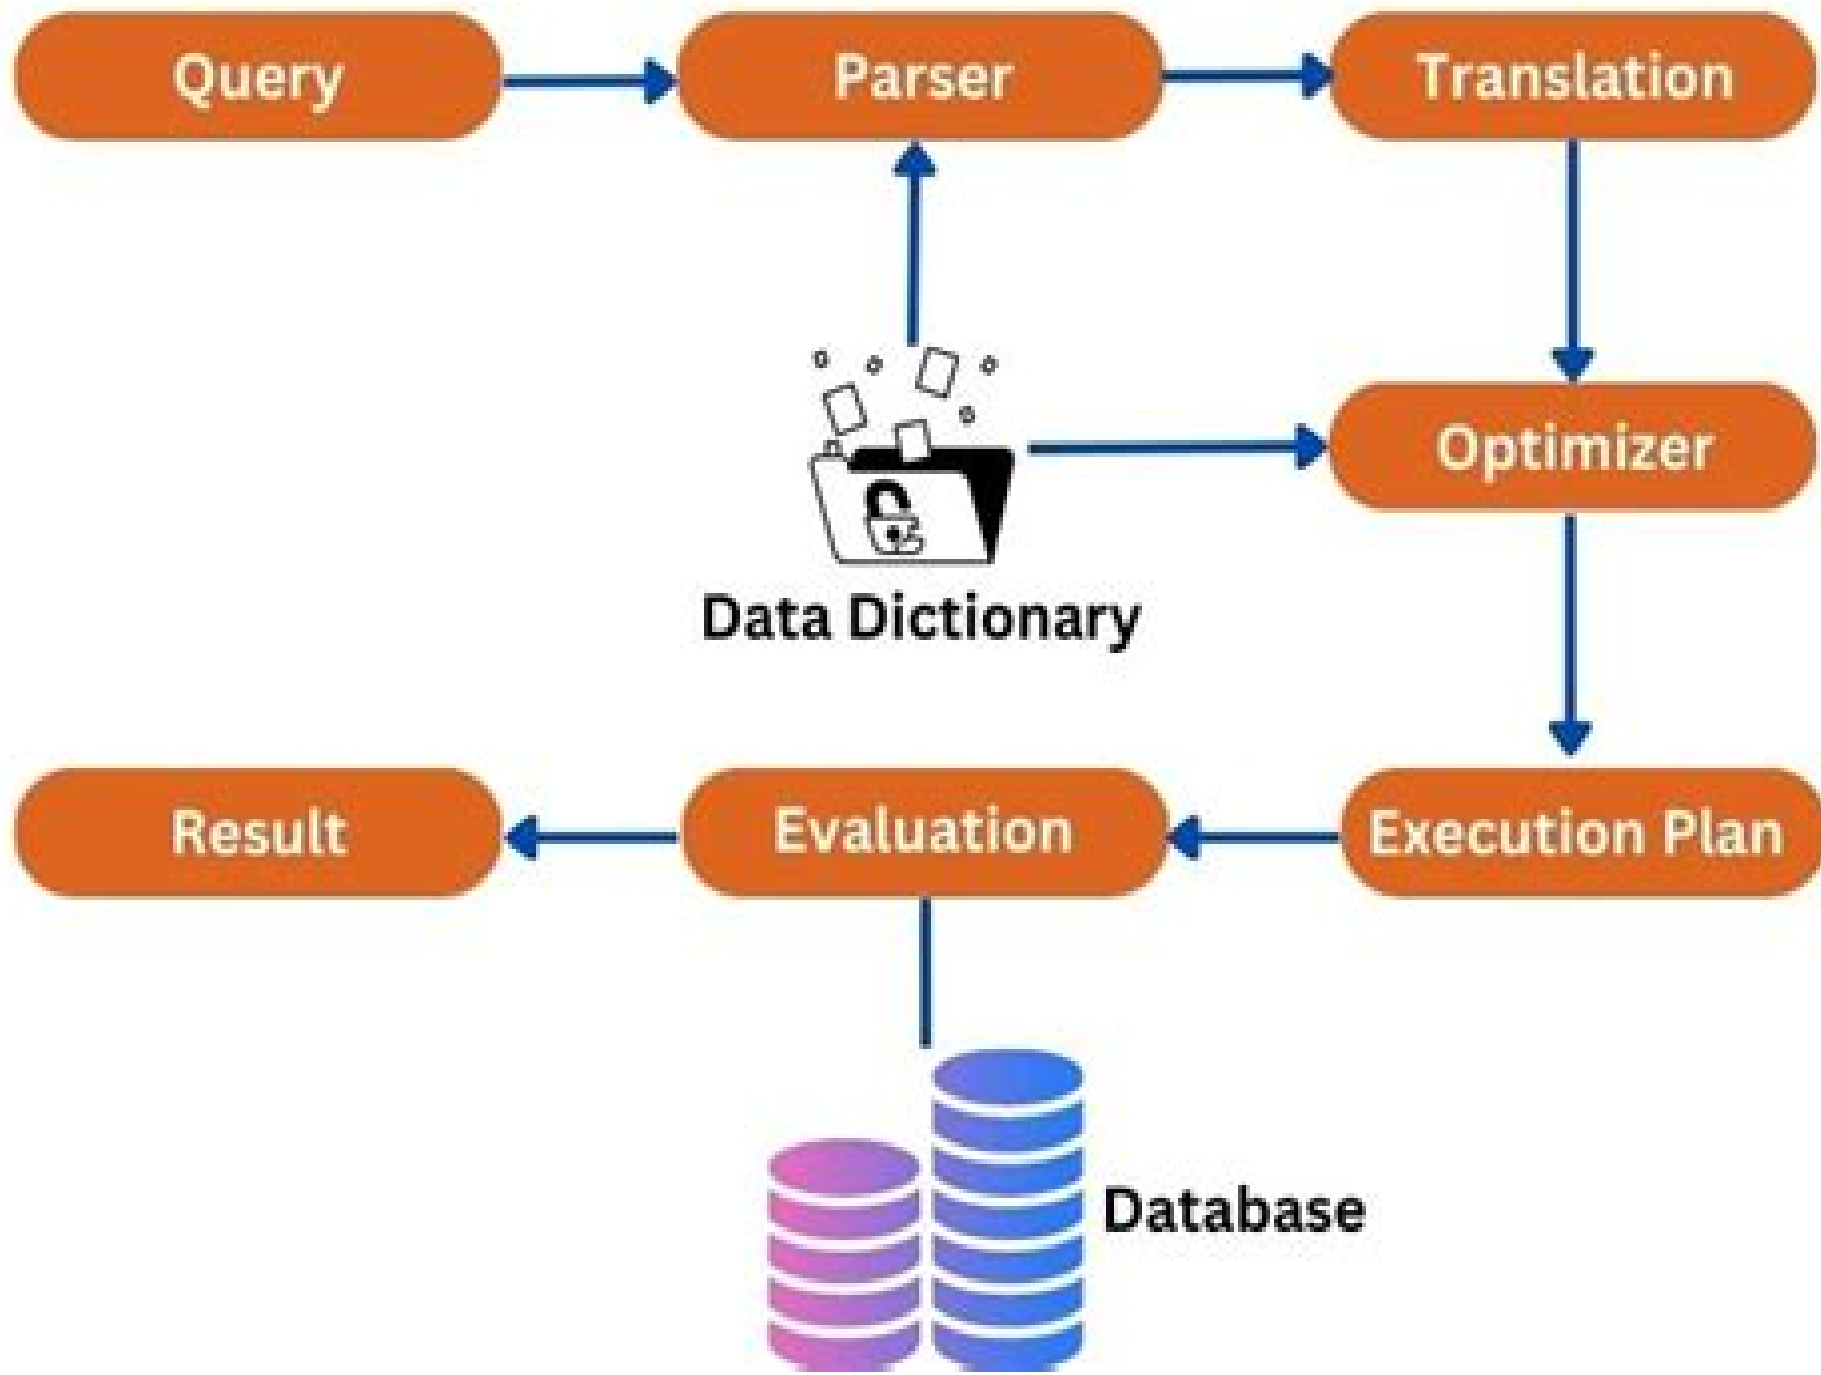 Query
Parser
Translation
Optimizer
Data Dictionary
Result
Evaluation
Execution Plan
Database